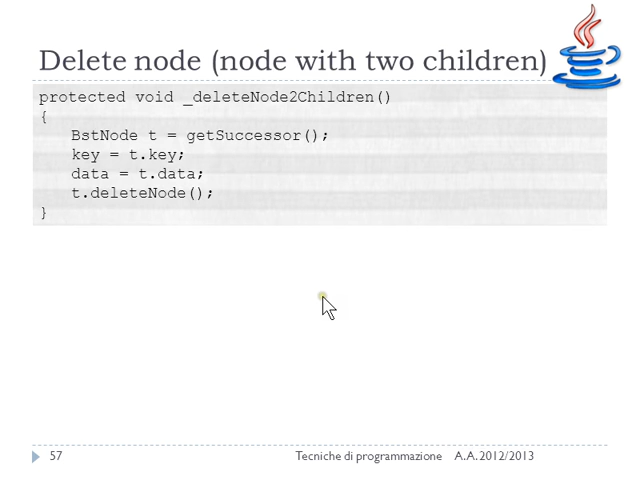 Delete node (node with two children)
protected void _deleteNode2Children()
{
BstNode t = getSuccessor();
key = t.key;
data = t.data;
t.deleteNode();
}
57
Tecniche di programmazione A.A. 2012/2013